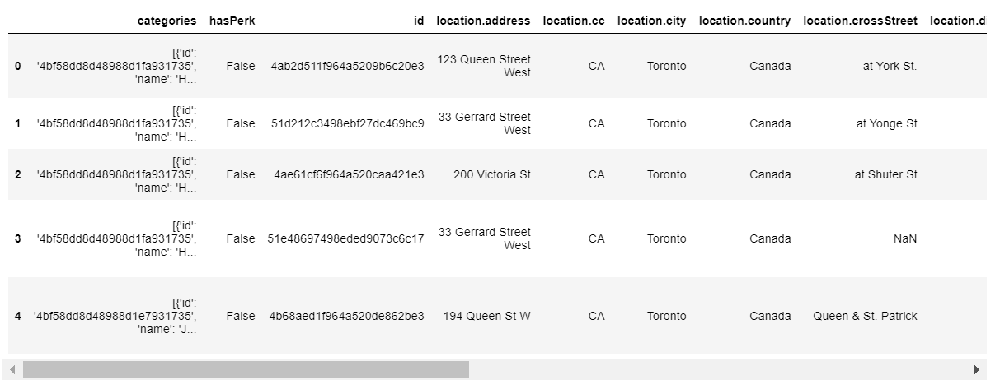 categories hasPerk id location.address location.cc location.city location.country location.crossStreet location.d
0 [{'id': '4bf58dd8d48988d1fa931735', 'name': 'H... False 4ab2d511f964a5209b6c20e3 123 Queen Street West CA Toronto Canada at York St.
1 [{'id': '4bf58dd8d48988d1fa931735', 'name': 'H... False 51d212c3498ebf27dc469bc9 33 Gerrard Street West CA Toronto Canada at Yonge St
2 [{'id': '4bf58dd8d48988d1fa931735', 'name': 'H... False 4ae61cf6f964a520caa421e3 200 Victoria St CA Toronto Canada at Shuter St
3 [{'id': '4bf58dd8d48988d1fa931735', 'name': 'H... False 51e48697498eded9073c6c17 33 Gerrard Street West CA Toronto Canada NaN
4 [{'id': '4bf58dd8d48988d1e7931735', 'name': 'J... False 4b68aed1f964a520de862be3 194 Queen St W CA Toronto Canada Queen & St. Patrick